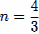 n = 4/3